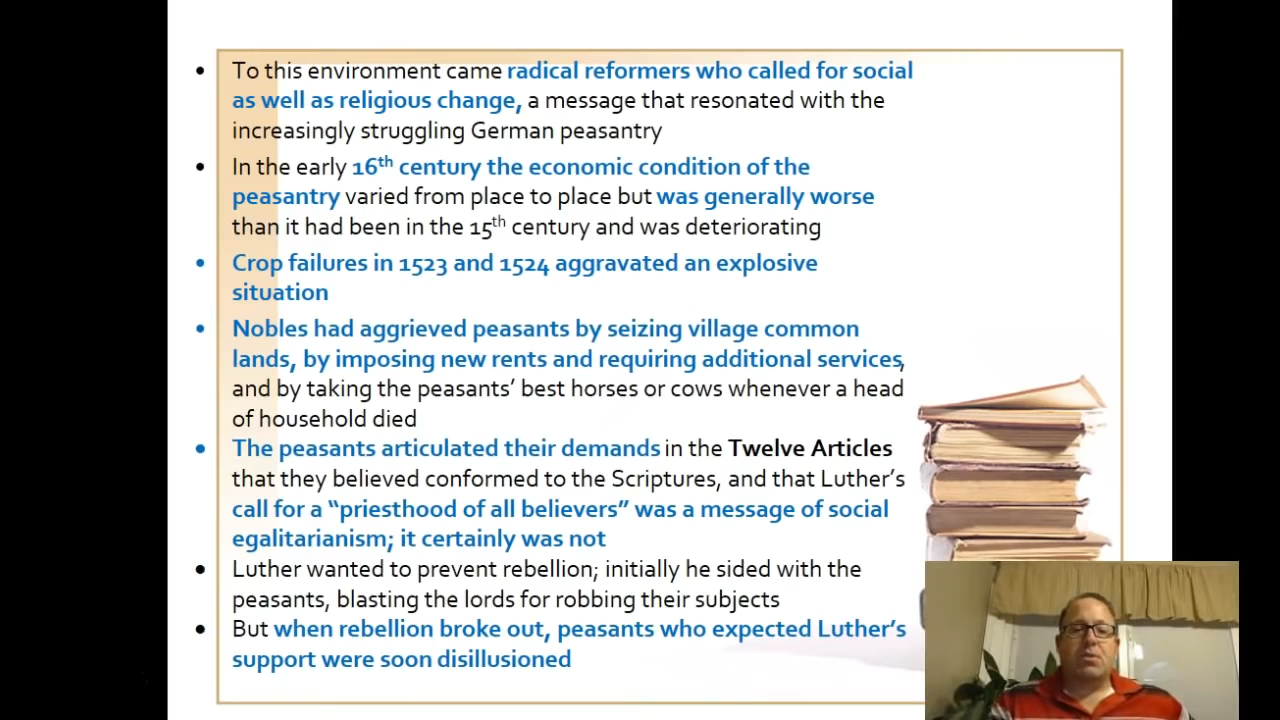 • To this environment came radical reformers who called for social
as well as religious change, a message that resonated with the
increasingly struggling German peasantry
• In the early 16th century the economic condition of the
peasantry varied from place to place but was generally worse
than it had been in the 15th century and was deteriorating
• Crop failures in 1523 and 1524 aggravated an explosive
situation
• Nobles had aggrieved peasants by seizing village common
lands, by imposing new rents and requiring additional services,
and by taking the peasants’ best horses or cows whenever a head
of household died
• The peasants articulated their demands in the Twelve Articles
that they believed conformed to the Scriptures, and that Luther’s
call for a “priesthood of all believers” was a message of social
egalitarianism; it certainly was not
• Luther wanted to prevent rebellion; initially he sided with the
peasants, blasting the lords for robbing their subjects
• But when rebellion broke out, peasants who expected Luther’s
support were soon disillusioned